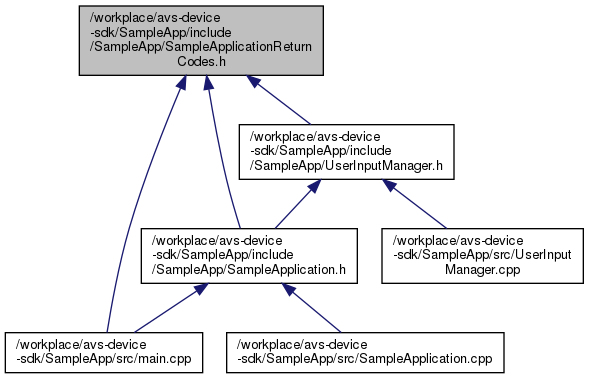 /workplace/avs-device
-sdk/SampleApp/include
/SampleApp/SampleApplicationReturn
Codes.h
/workplace/avs-device
-sdk/SampleApp/include
/SampleApp/UserInputManager.h
/workplace/avs-device
-sdk/SampleApp/include
/SampleApp/SampleApplication.h
/workplace/avs-device
-sdk/SampleApp/src/UserInput
Manager.cpp
/workplace/avs-device
-sdk/SampleApp/src/main.cpp
/workplace/avs-device
-sdk/SampleApp/src/SampleApplication.cpp